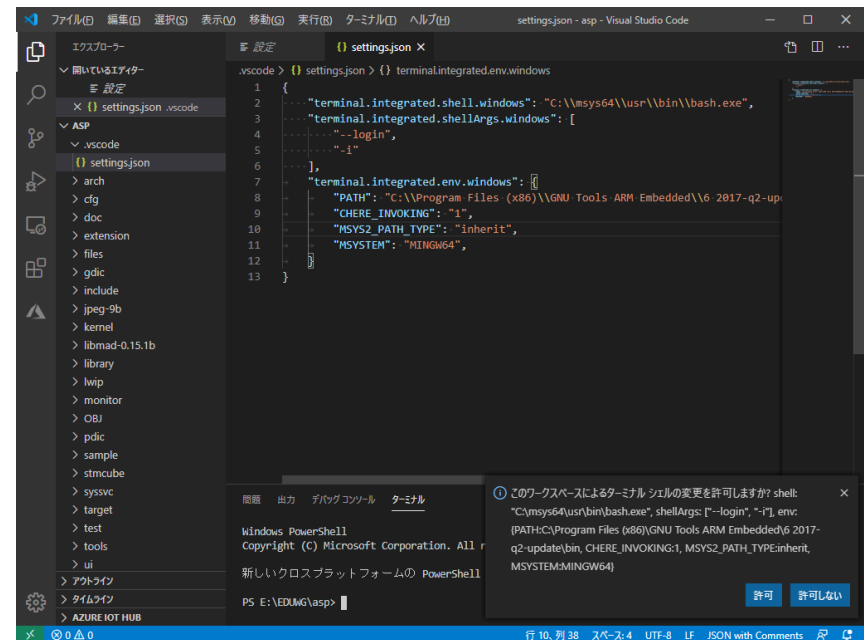 ファイル(F) 編集(E) 選択(S) 表示(V) 移動(G) 実行(R) ターミナル(T) ヘルプ(H) settings.json - asp - Visual Studio Code
エクスプローラー
開いているエディター
設定
settings.json .vscode
ASP
.vscode
{} settings.json
arch
cfg
doc
extension
files
gdic
include
jpeg-9b
kernel
libmad-0.15.1b
library
lwip
monitor
OBJ
pdic
sample
stmcube
syssvc
target
test
tools
ui
アウトライン
タイムライン
AZURE IOT HUB
設定 {} settings.json
.vscode > {} settings.json > {} terminal.integrated.env.windows
1 {
2 "terminal.integrated.shell.windows": "C:\\msys64\\usr\\bin\\bash.exe",
3 "terminal.integrated.shellArgs.windows": [
4 "--login",
5 "-i"
6 ],
7 "terminal.integrated.env.windows": {
8 "PATH": "C:\\Program Files (x86)\\GNU Tools ARM Embedded\\6 2017-q2-up
9 "CHERE_INVOKING": "1",
10 "MSYS2_PATH_TYPE": "inherit",
11 "MSYSTEM": "MINGW64",
12 }
13 }
問題 出力 デバッグ コンソール ターミナル
Windows PowerShell
Copyright (C) Microsoft Corporation. All r
新しいクロスプラットフォームの PowerShell
PS E:\EDUWG\asp>
このワークスペースによるターミナル シェルの変更を許可しますか? shell:
"C:\msys64\usr\bin\bash.exe", shellArgs: ["--login", "-i"], env:
{PATH:C:\Program Files (x86)\GNU Tools ARM Embedded\6 2017-
q2-update\bin, CHERE_INVOKING:1, MSYS2_PATH_TYPE:inherit,
MSYSTEM:MINGW64}
許可 許可しない
0 0 行 10、列 38 スペース: 4 UTF-8 LF JSON with Comments